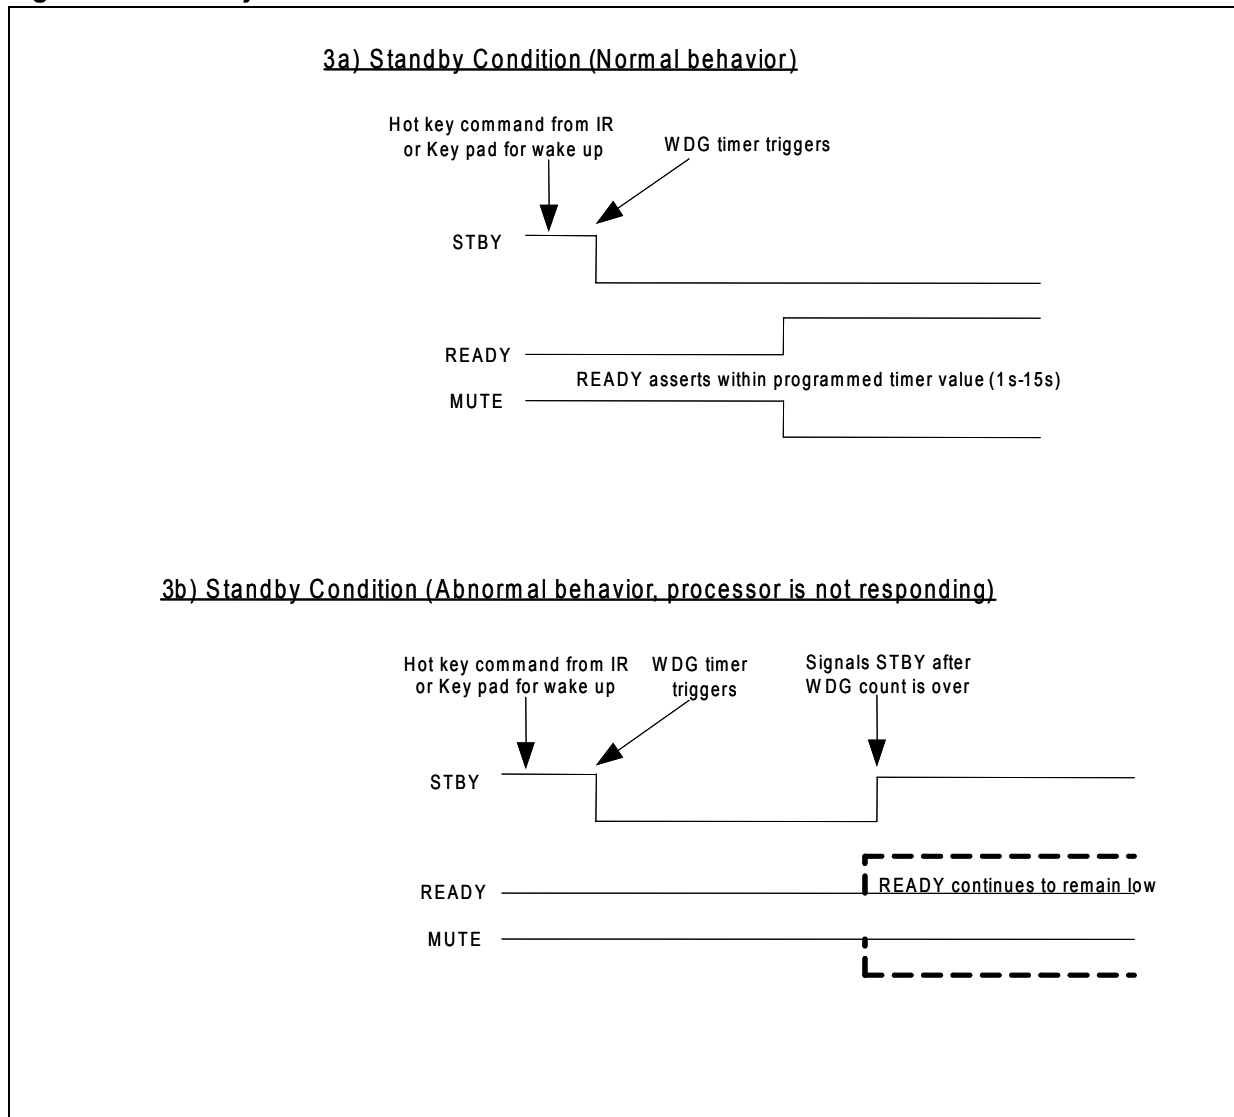 3a) Standby Condition (Normal behavior)
Hot key command from IR
or Key pad for wake up
WDG timer triggers
STBY
READY
READY asserts within programmed timer value (1s-15s)
MUTE
3b) Standby Condition (Abnormal behavior, processor is not responding)
Hot key command from IR
or Key pad for wake up
WDG timer
triggers
Signals STBY after
WDG count is over
STBY
READY
READY continues to remain low
MUTE